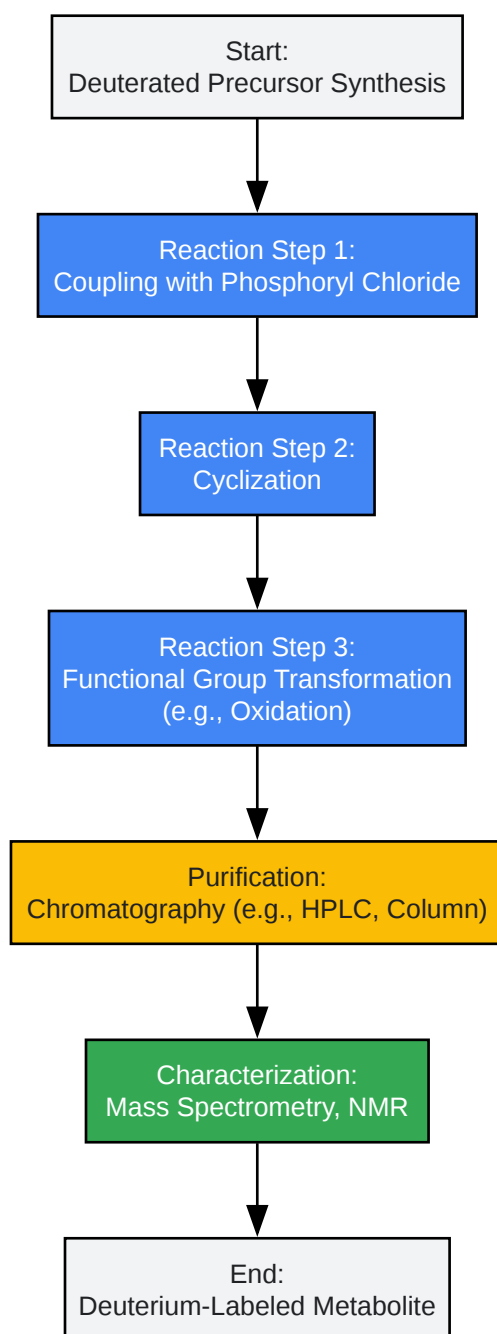 Start:
Deuterated Precursor Synthesis
Reaction Step 1:
Coupling with Phosphoryl Chloride
Reaction Step 2:
Cyclization
Reaction Step 3:
Functional Group Transformation
(e.g., Oxidation)
Purification:
Chromatography (e.g., HPLC, Column)
Characterization:
Mass Spectrometry, NMR
End:
Deuterium-Labeled Metabolite